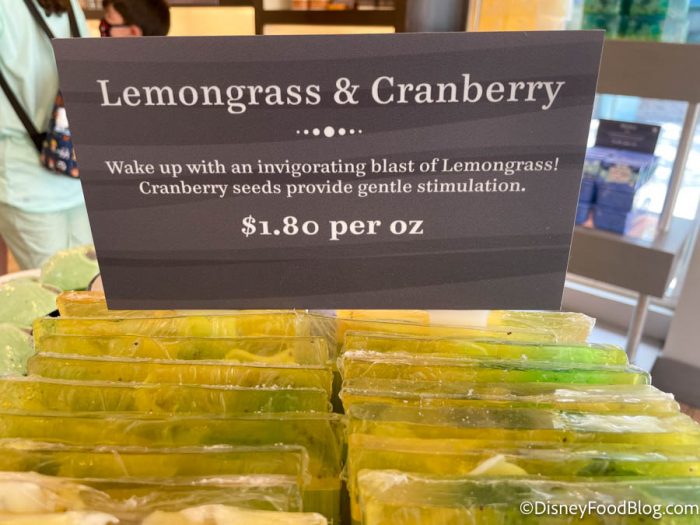 Lemongrass & Cranberry
Wake up with an invigorating blast of Lemongrass!
Cranberry seeds provide gentle stimulation.
$1.80 per oz
©DisneyFoodBlog.com